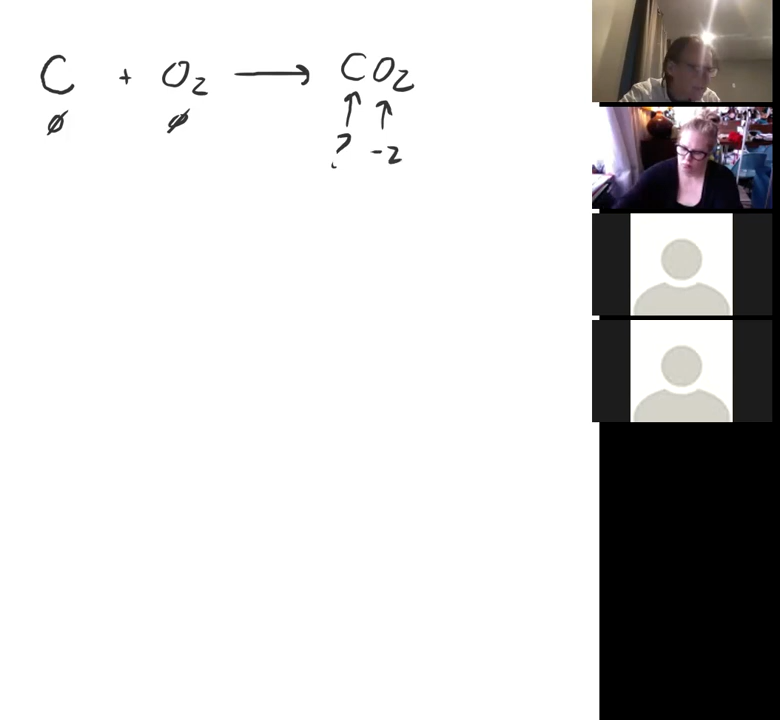 C + O₂ ⟶ CO₂
∅ ∅ ↑ ↑
? -2